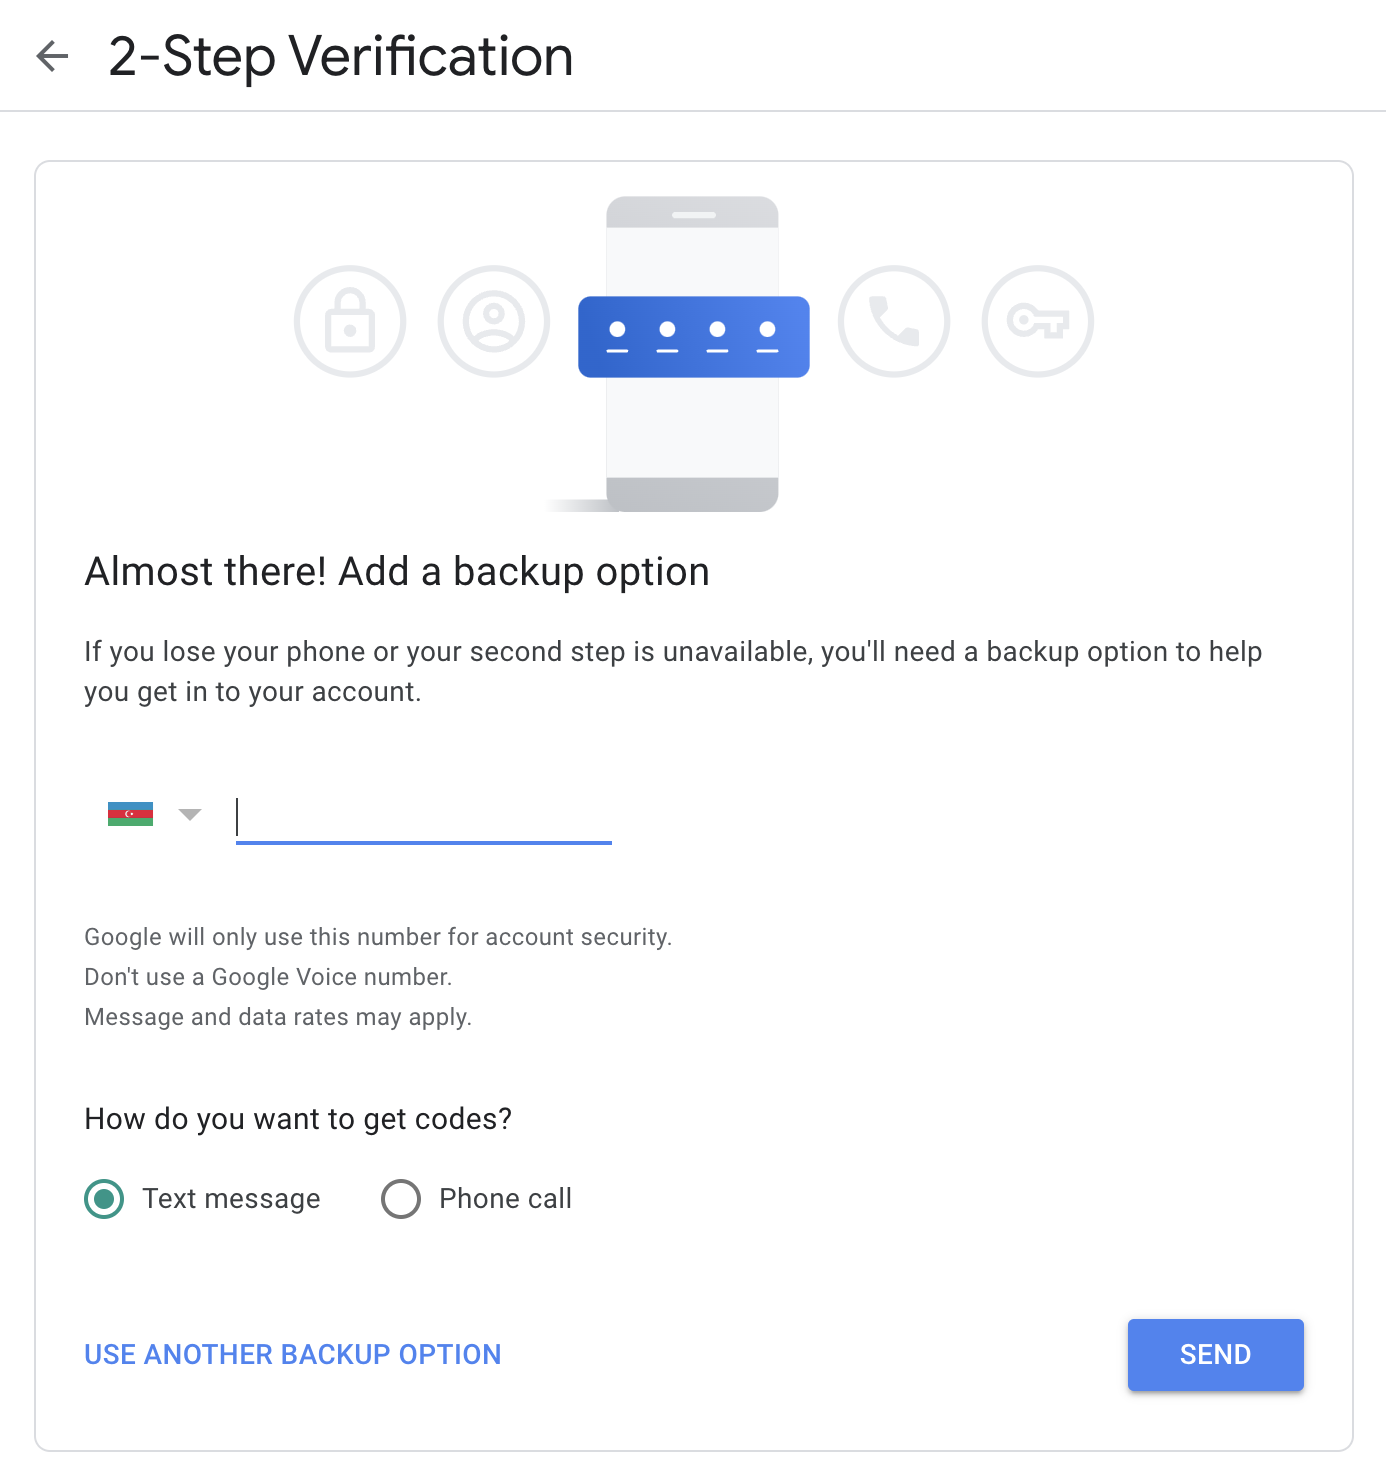 2-Step Verification
Almost there! Add a backup option
If you lose your phone or your second step is unavailable, you'll need a backup option to help
you get in to your account.
Google will only use this number for account security.
Don't use a Google Voice number.
Message and data rates may apply.
How do you want to get codes?
Text message Phone call
USE ANOTHER BACKUP OPTION SEND